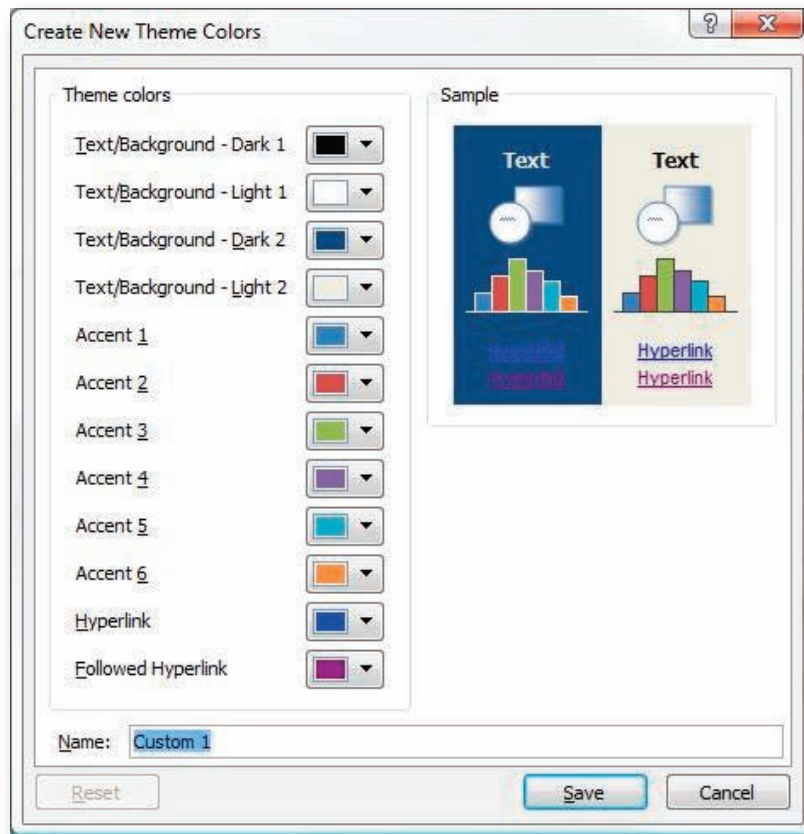 Create New Theme Colors
Theme colors
Text/Background - Dark 1
Text/Background - Light 1
Text/Background - Dark 2
Text/Background - Light 2
Accent 1
Accent 2
Accent 3
Accent 4
Accent 5
Accent 6
Hyperlink
Followed Hyperlink
Sample
Text Text
Hyperlink
Hyperlink
Name: Custom 1
Reset Save Cancel